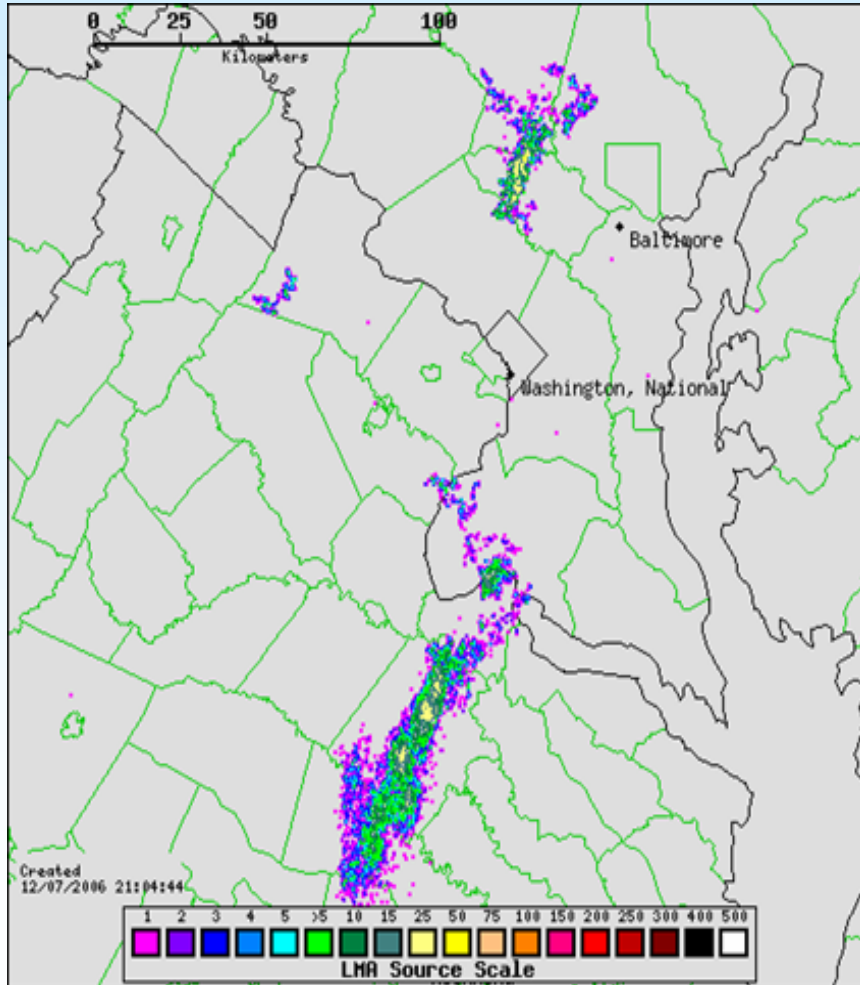 0 25 50 100
Kilometers
Baltimore
Washington, National
Created
12/07/2006 21:04:44
1 2 3 4 5 >5 10 15 25 50 75 100 150 200 250 300 400 500
LMA Source Scale